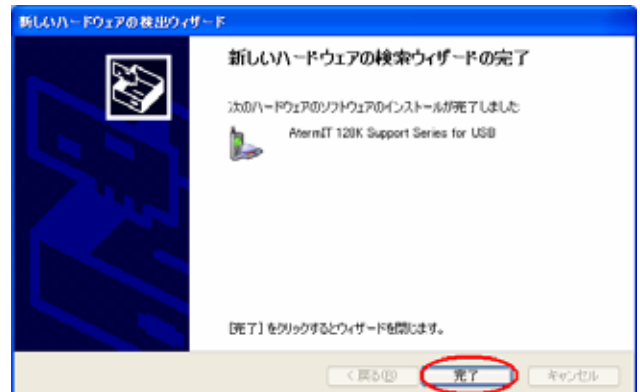 新しいハードウェアの検出ウィザード
新しいハードウェアの検索ウィザードの完了
次のハードウェアのソフトウェアのインストールが完了しました
AtermIT 128K Support Series for USB
[完了] をクリックするとウィザードを閉じます。
< 戻る(B)
完了
キャンセル